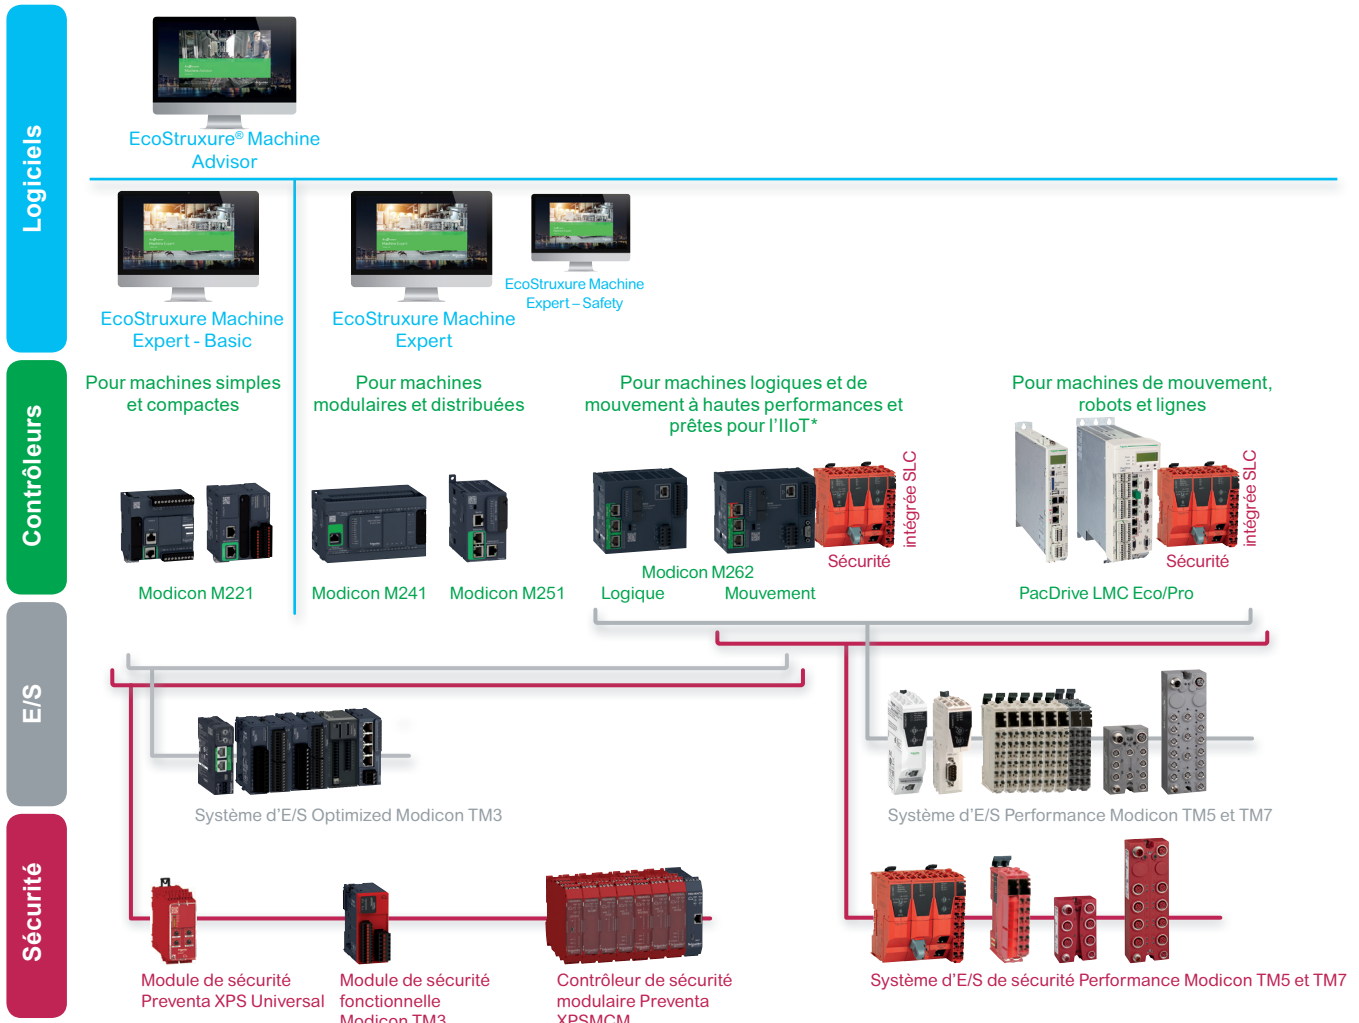 Logiciels
EcoStruxure® Machine
Advisor
EcoStruxure Machine
Expert - Basic
EcoStruxure Machine
Expert
EcoStruxure Machine
Expert – Safety
Contrôleurs
Pour machines simples
et compactes
Pour machines
modulaires et distribuées
Pour machines logiques et de
mouvement à hautes performances et
prêtes pour l'IIoT*
Pour machines de mouvement,
robots et lignes
intégrée SLC
Sécurité
intégrée SLC
Sécurité
Modicon M221
Modicon M241
Modicon M251
Modicon M262
Logique
Mouvement
PacDrive LMC Eco/Pro
E/S
Système d'E/S Optimized Modicon TM3
Système d'E/S Performance Modicon TM5 et TM7
Sécurité
Module de sécurité
Preventa XPS Universal
Module de sécurité
fonctionnelle
Modicon TM3
Contrôleur de sécurité
modulaire Preventa
XPSMCM
Système d'E/S de sécurité Performance Modicon TM5 et TM7